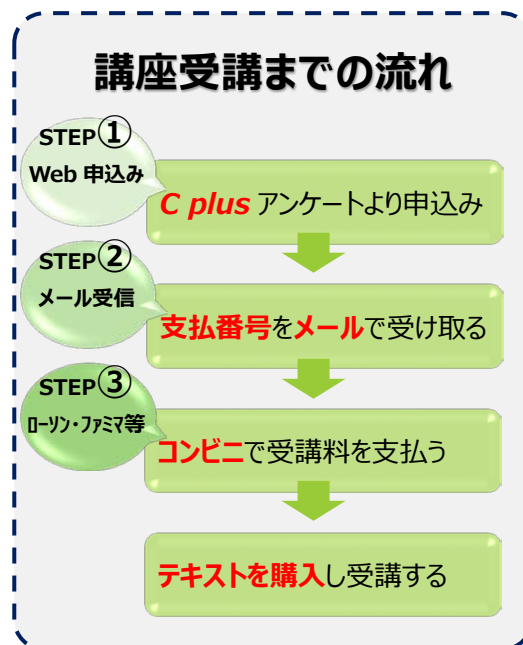 講座受講までの流れ
STEP①
Web 申込み
C plus アンケートより申込み
STEP②
メール受信
支払番号をメールで受け取る
STEP③
ローソン・ファミマ等
コンビニで受講料を支払う
テキストを購入し受講する